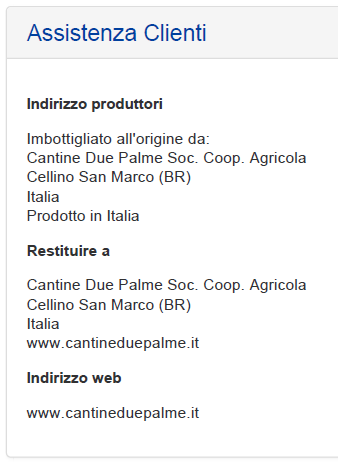 Assistenza Clienti
Indirizzo produttori
Imbottigliato all'origine da:
Cantine Due Palme Soc. Coop. Agricola
Cellino San Marco (BR)
Italia
Prodotto in Italia
Restituire a
Cantine Due Palme Soc. Coop. Agricola
Cellino San Marco (BR)
Italia
www.cantineduepalme.it
Indirizzo web
www.cantineduepalme.it